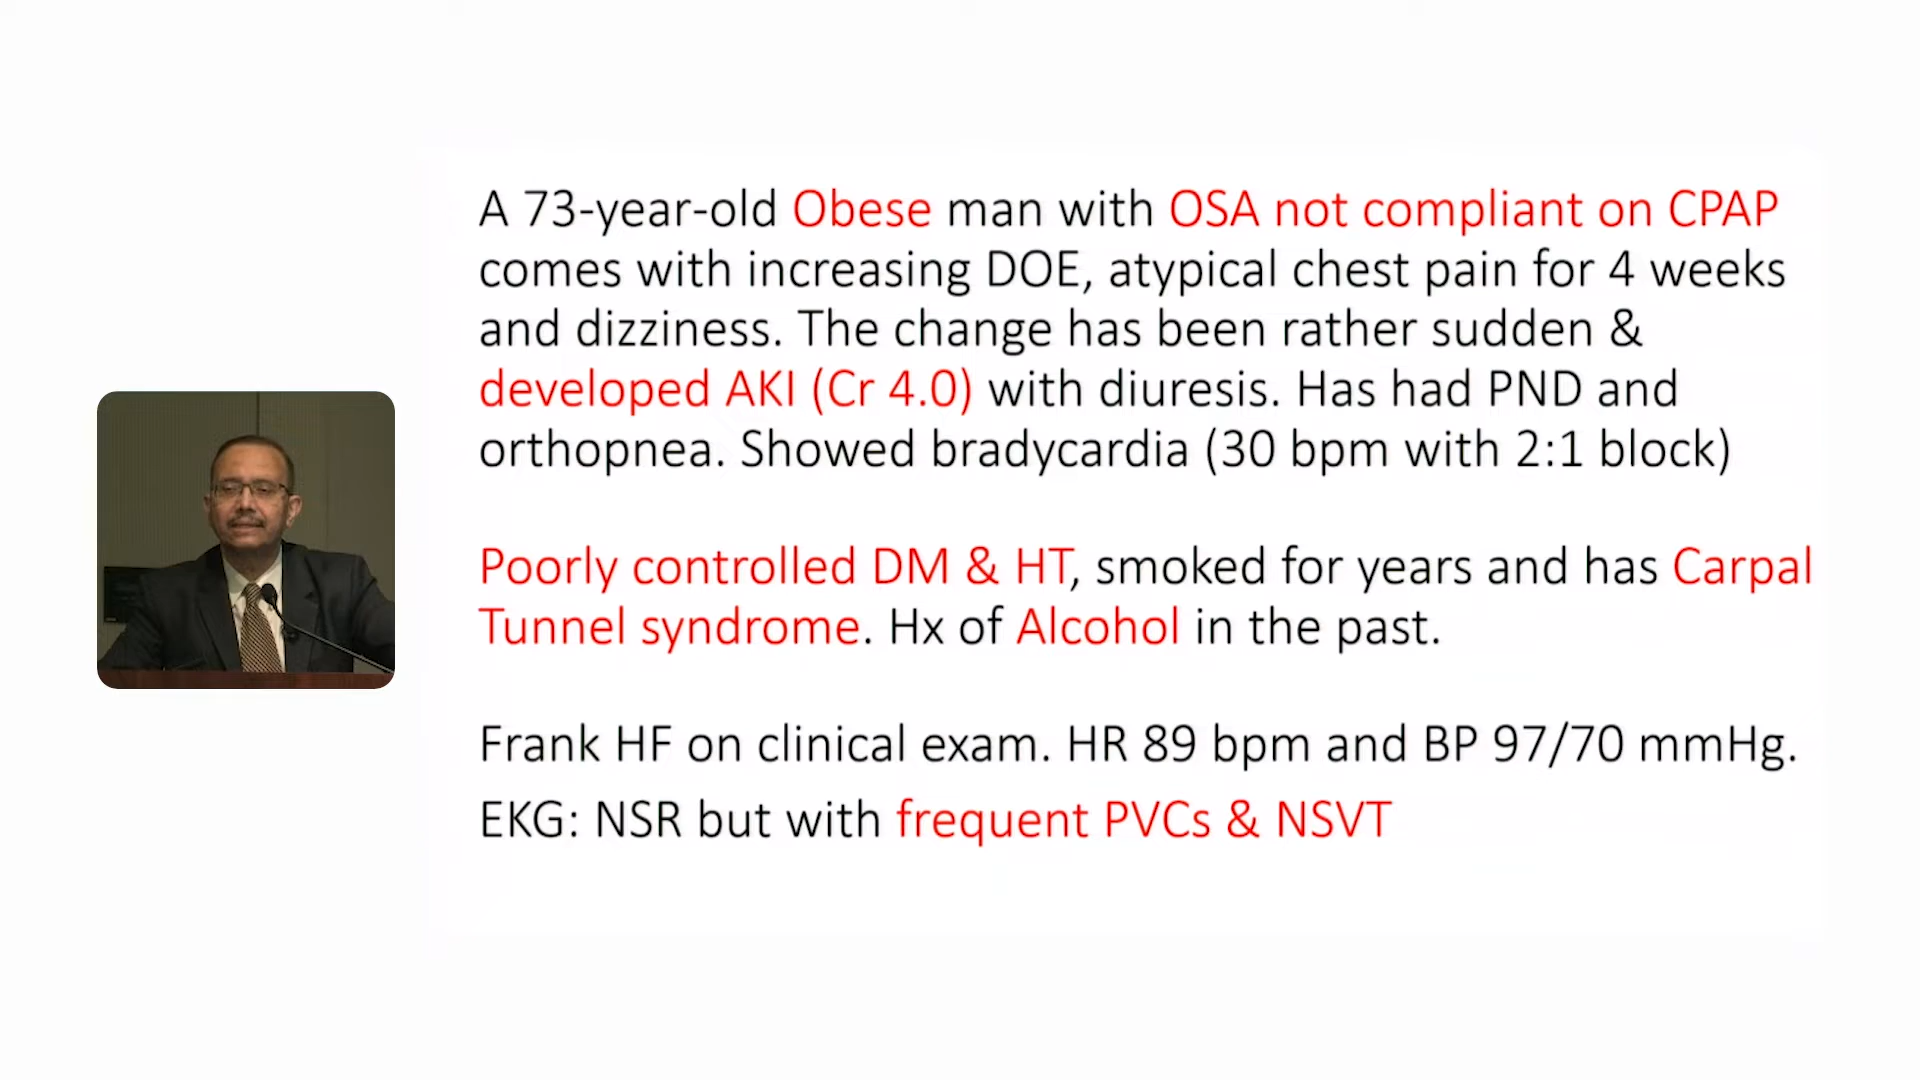 A 73-year-old Obese man with OSA not compliant on CPAP
comes with increasing DOE, atypical chest pain for 4 weeks
and dizziness. The change has been rather sudden &
developed AKI (Cr 4.0) with diuresis. Has had PND and
orthopnea. Showed bradycardia (30 bpm with 2:1 block)
Poorly controlled DM & HT, smoked for years and has Carpal
Tunnel syndrome. Hx of Alcohol in the past.
Frank HF on clinical exam. HR 89 bpm and BP 97/70 mmHg.
EKG: NSR but with frequent PVCs & NSVT